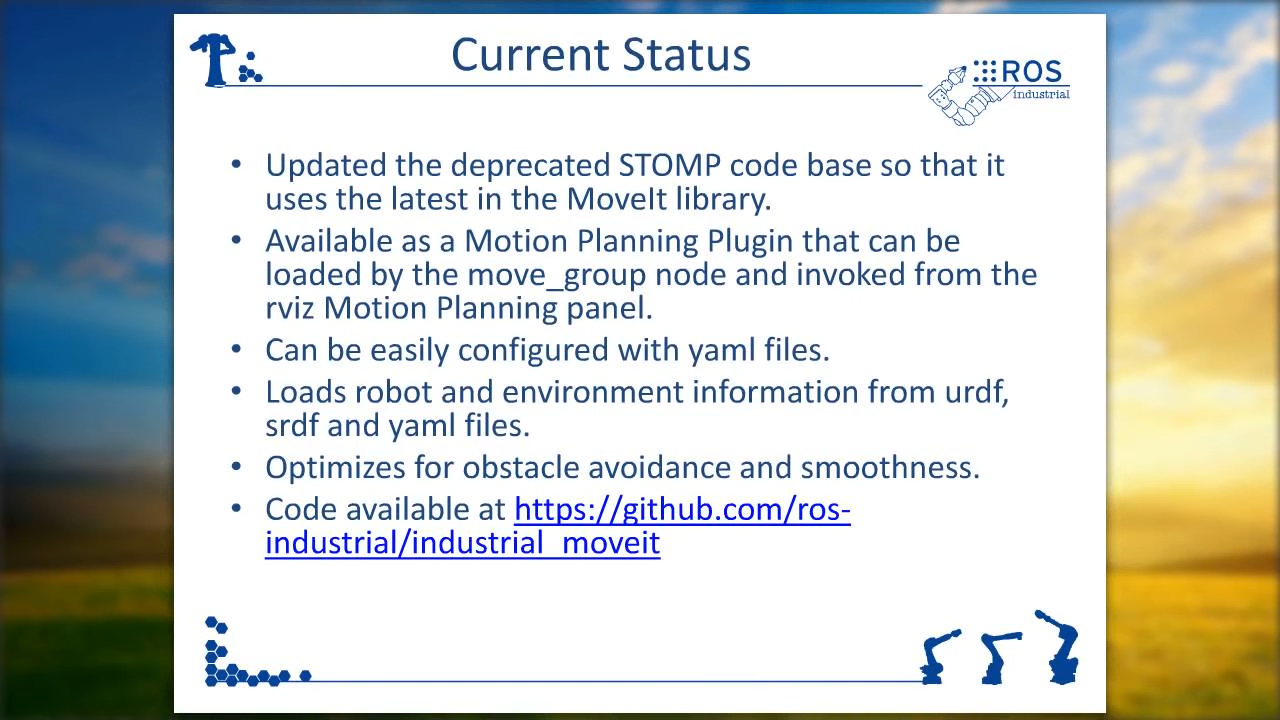 Current Status
ROS
industrial
• Updated the deprecated STOMP code base so that it
uses the latest in the MoveIt library.
• Available as a Motion Planning Plugin that can be
loaded by the move_group node and invoked from the
rviz Motion Planning panel.
• Can be easily configured with yaml files.
• Loads robot and environment information from urdf,
srdf and yaml files.
• Optimizes for obstacle avoidance and smoothness.
• Code available at https://github.com/ros-
industrial/industrial_moveit